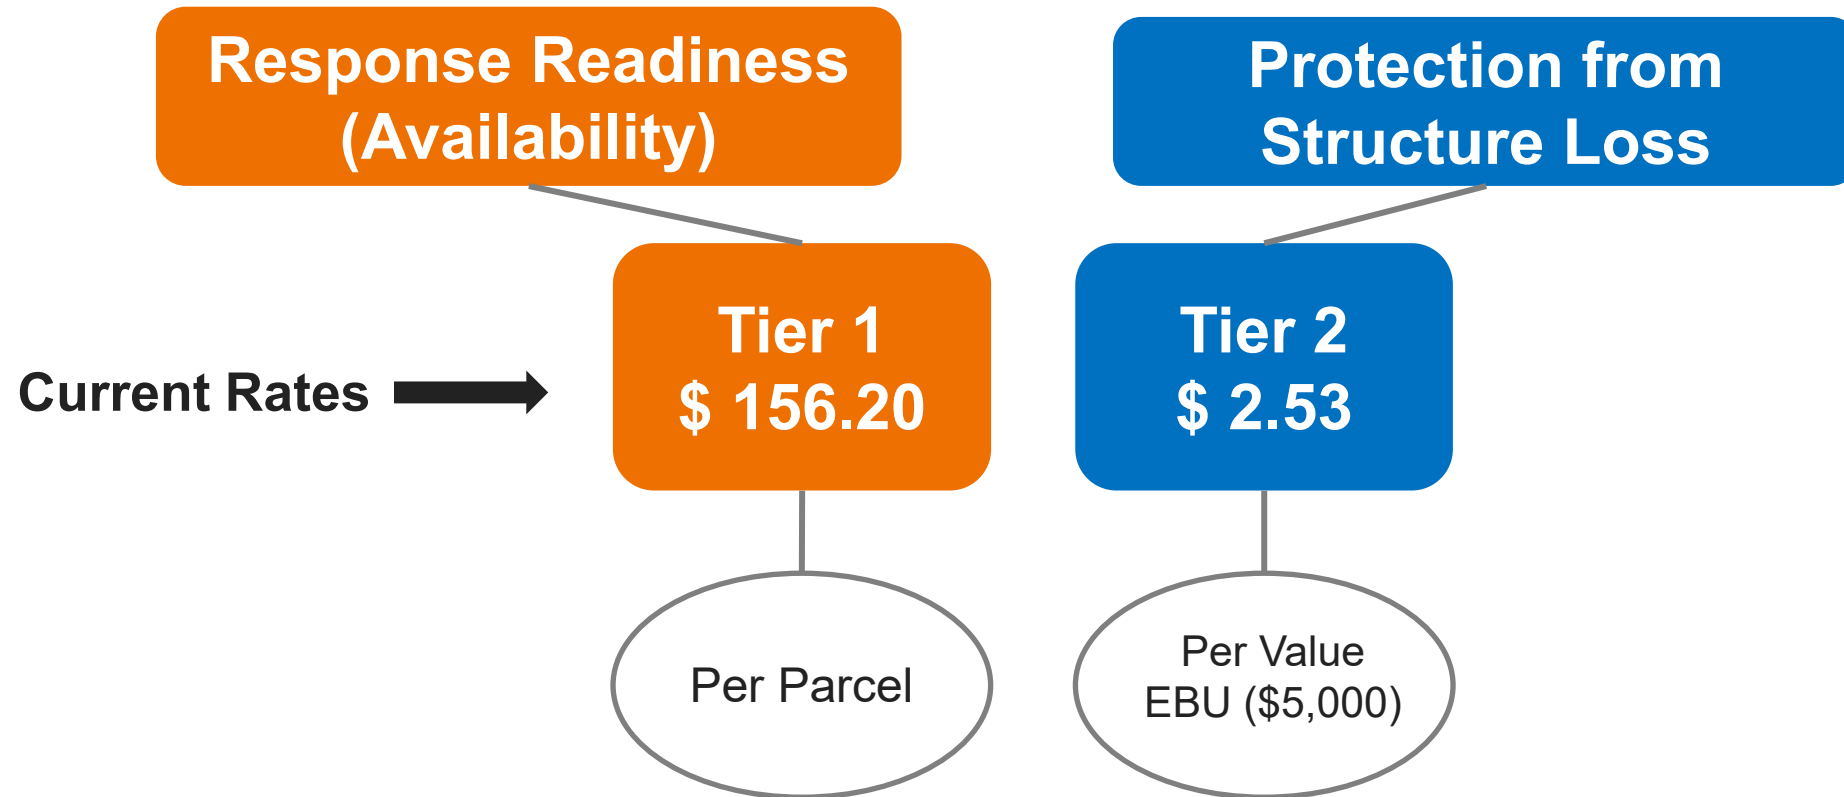 Response Readiness
(Availability)
Protection from
Structure Loss
Current Rates
Tier 1
$ 156.20
Tier 2
$ 2.53
Per Parcel
Per Value
EBU ($5,000)